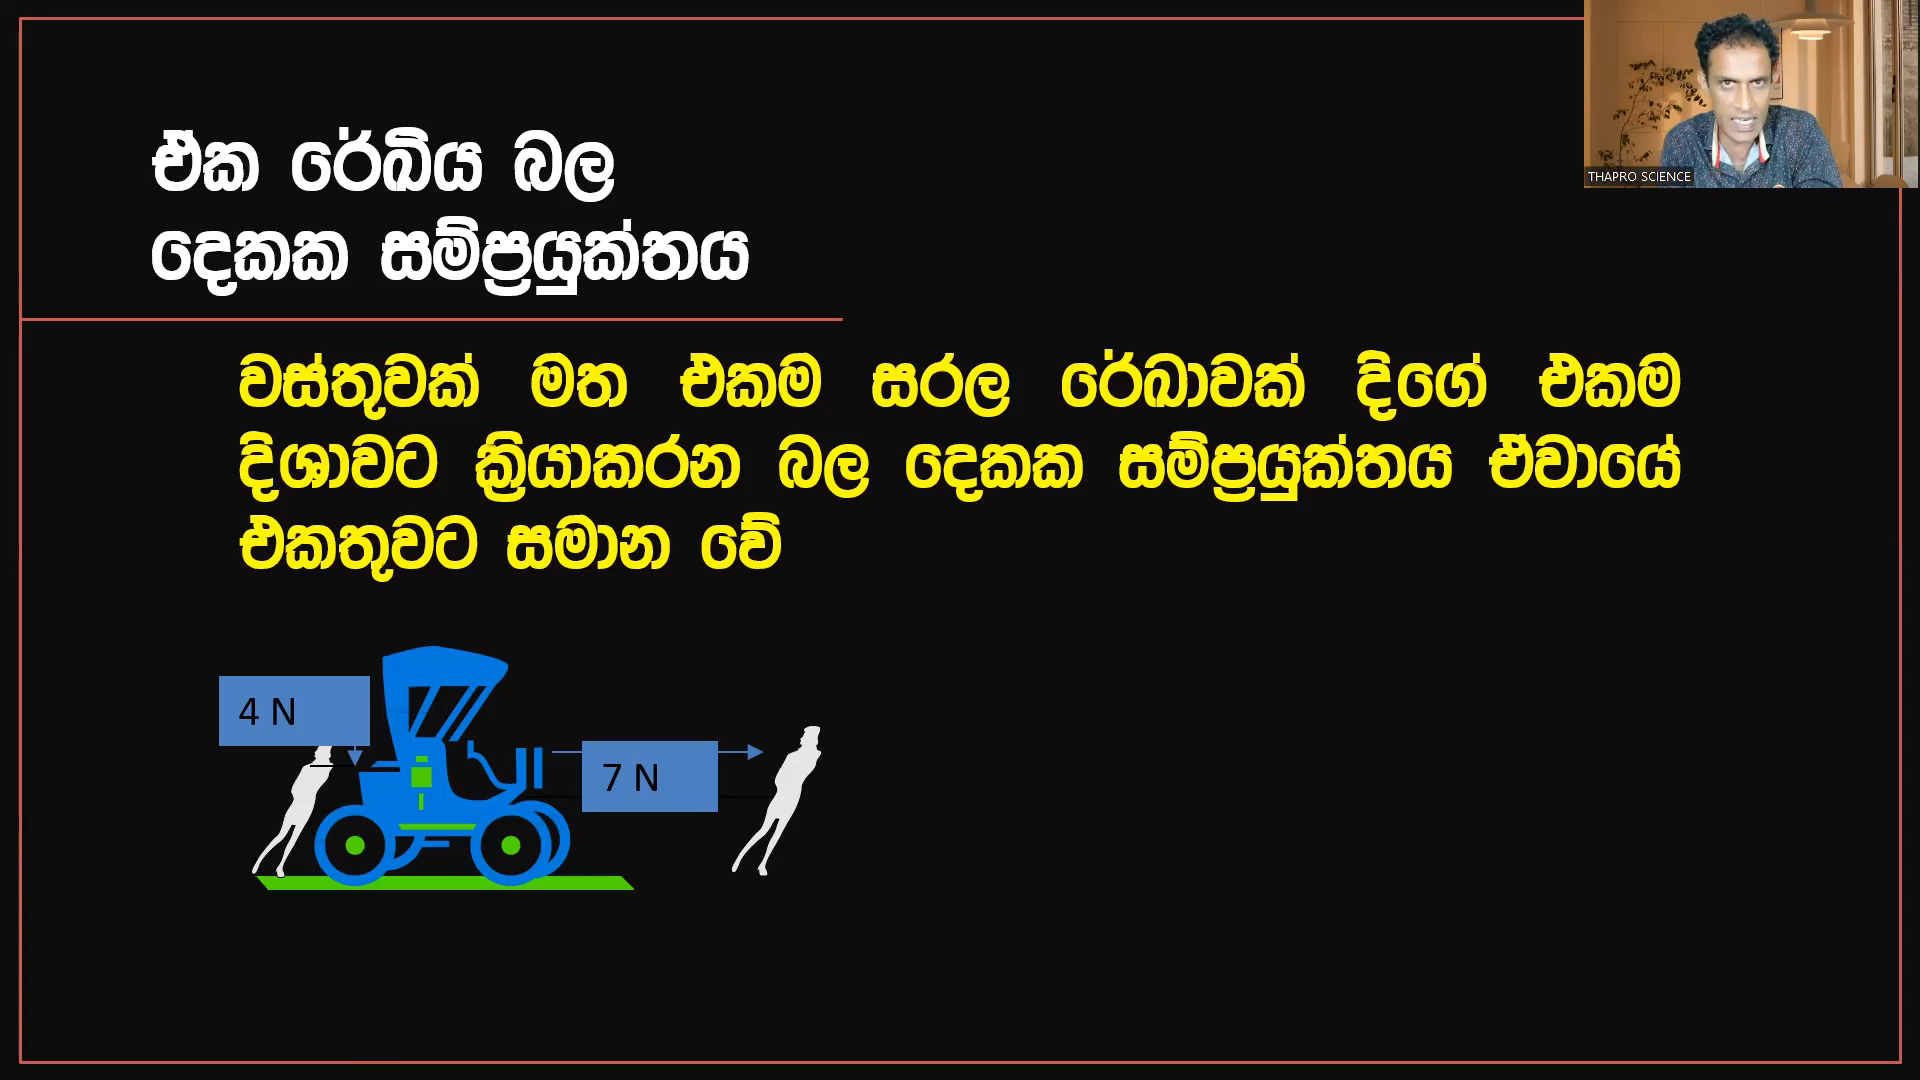 ඒක රේඛීය බල
දෙකක සම්ප්‍රයුක්තය
වස්තුවක් මත එකම සරල රේඛාවක් දිගේ එකම
දිශාවට ක්‍රියාකරන බල දෙකක සම්ප්‍රයුක්තය ඒවායේ
එකතුවට සමාන වේ
4 N
7 N
THAPRO SCIENCE